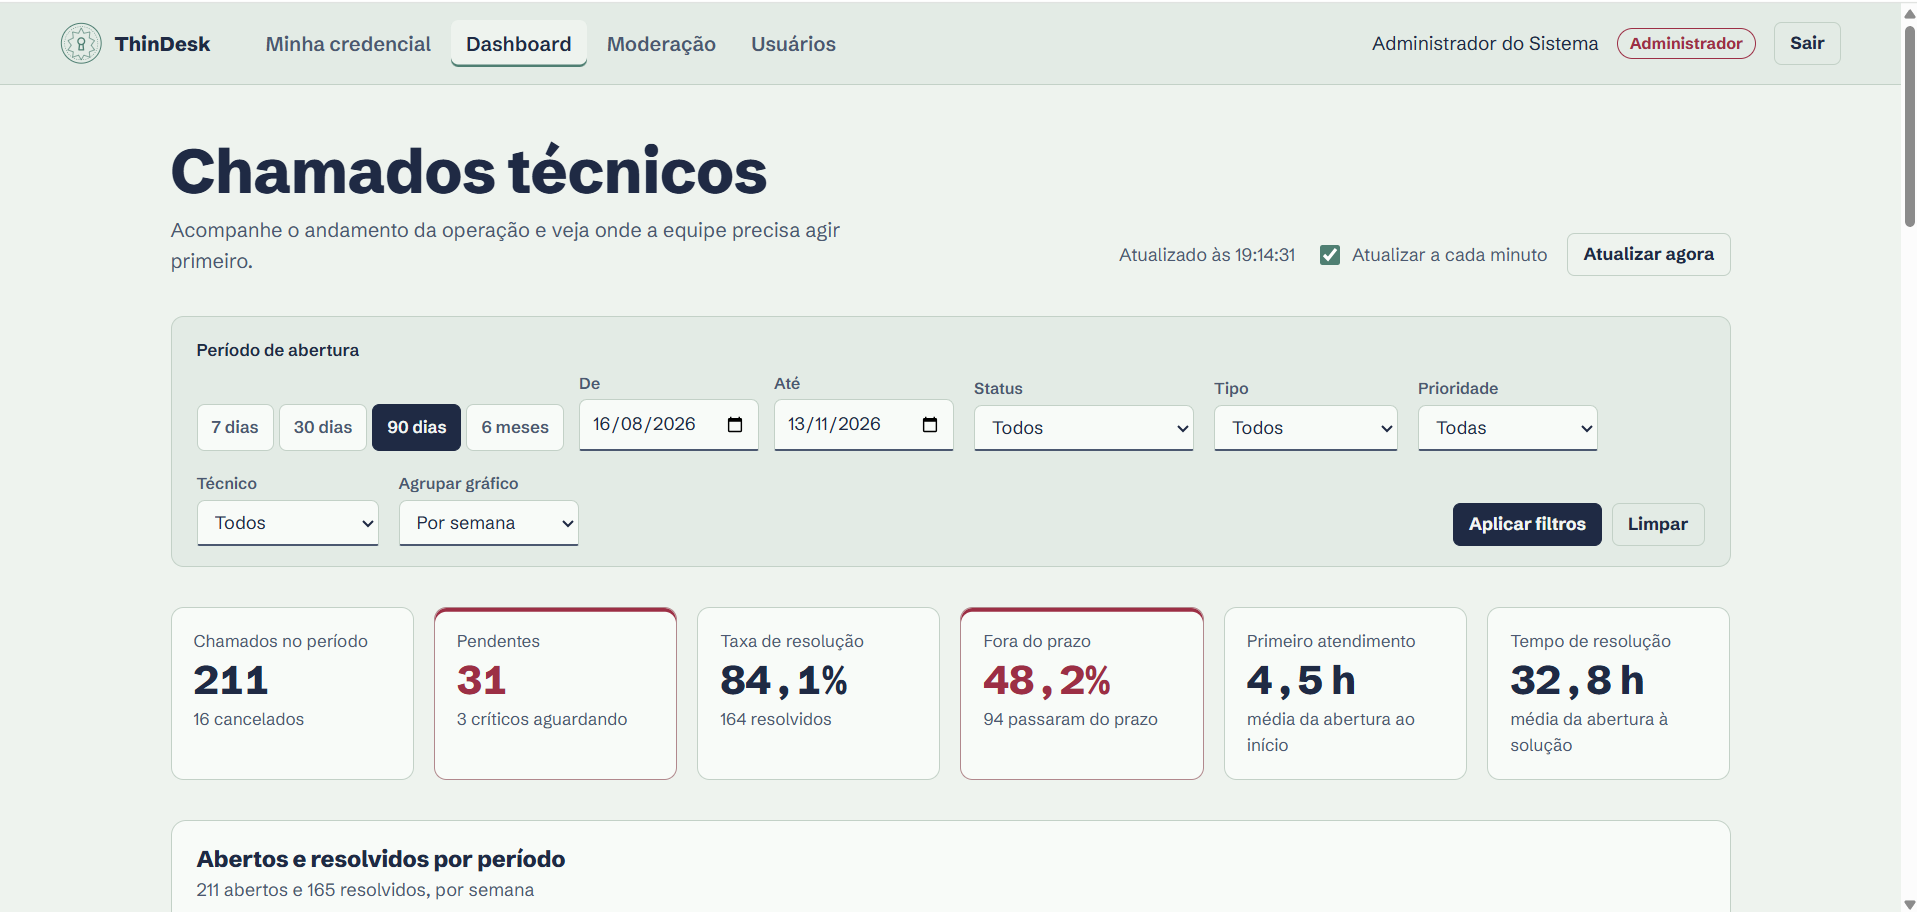 ThinDesk
Minha credencial
Dashboard
Moderação
Usuários
Administrador do Sistema
Administrador
Sair
Chamados técnicos
Acompanhe o andamento da operação e veja onde a equipe precisa agir
primeiro.
Atualizado às 19:14:31
Atualizar a cada minuto
Atualizar agora
Período de abertura
7 dias
30 dias
90 dias
6 meses
De
16/08/2026
Até
13/11/2026
Status
Todos
Tipo
Todos
Prioridade
Todas
Técnico
Todos
Agrupar gráfico
Por semana
Aplicar filtros
Limpar
Chamados no período
211
16 cancelados
Pendentes
31
3 críticos aguardando
Taxa de resolução
84,1%
164 resolvidos
Fora do prazo
48,2%
94 passaram do prazo
Primeiro atendimento
4,5 h
média da abertura ao
início
Tempo de resolução
32,8 h
média da abertura à
solução
Abertos e resolvidos por período
211 abertos e 165 resolvidos, por semana